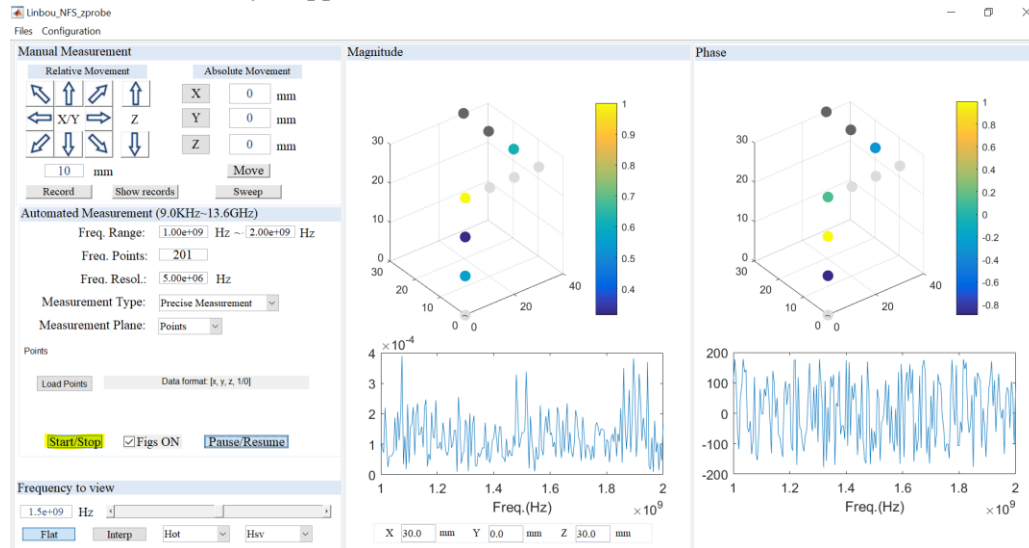 Linbou_NFS_zprobe
Files Configuration
Manual Measurement
Relative Movement
Absolute Movement
X/Y
Z
10 mm
X 0 mm
Y 0 mm
Z 0 mm
Move
Record Show records Sweep
Automated Measurement (9.0KHz~13.6GHz)
Freq. Range: 1.00e+09 Hz ~ 2.00e+09 Hz
Freq. Points: 201
Freq. Resol.: 5.00e+06 Hz
Measurement Type: Precise Measurement
Measurement Plane: Points
Points
Load Points Data format: [x, y, z, 1/0]
Start/Stop Figs ON Pause/Resume
Frequency to view
1.5e+09 Hz
Flat Interp Hot Hsv
Magnitude
30
20
10
0
30
20
10
0 0
20
40
1
0.9
0.8
0.7
0.6
0.5
0.4
×10-4
4
3
2
1
0
1 1.2 1.4 1.6 1.8 2
Freq.(Hz) ×109
X 30.0 mm Y 0.0 mm Z 30.0 mm
Phase
30
20
10
0
30
20
10
0 0
20
40
1
0.8
0.6
0.4
0.2
0
-0.2
-0.4
-0.6
-0.8
200
100
0
-100
-200
1 1.2 1.4 1.6 1.8 2
Freq.(Hz) ×109